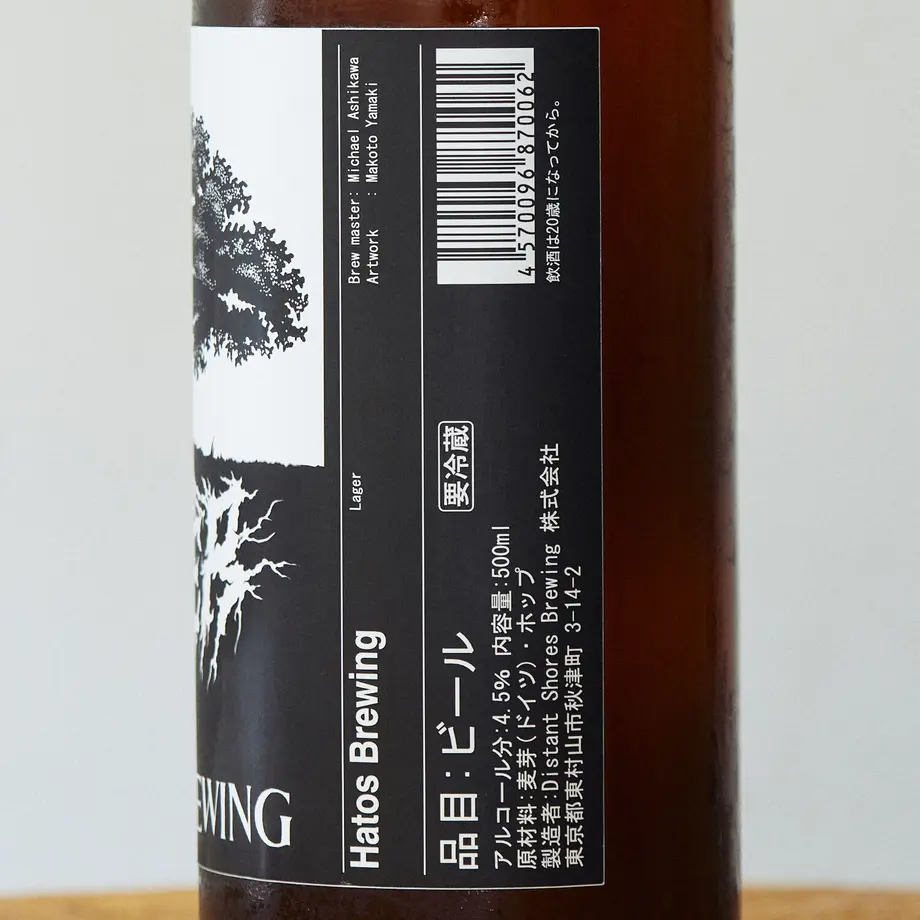 EWING
Hatos Brewing
Lager
Brew master: Michael Ashikawa
Artwork : Makoto Yamaki
品目:ビール
要冷蔵
アルコール分:4.5% 内容量:500ml
原材料:麦芽(ドイツ)・ホップ
製造者:Distant Shores Brewing 株式会社
東京都東村山市秋津町 3-14-2
4 570096 870062
飲酒は20歳になってから。